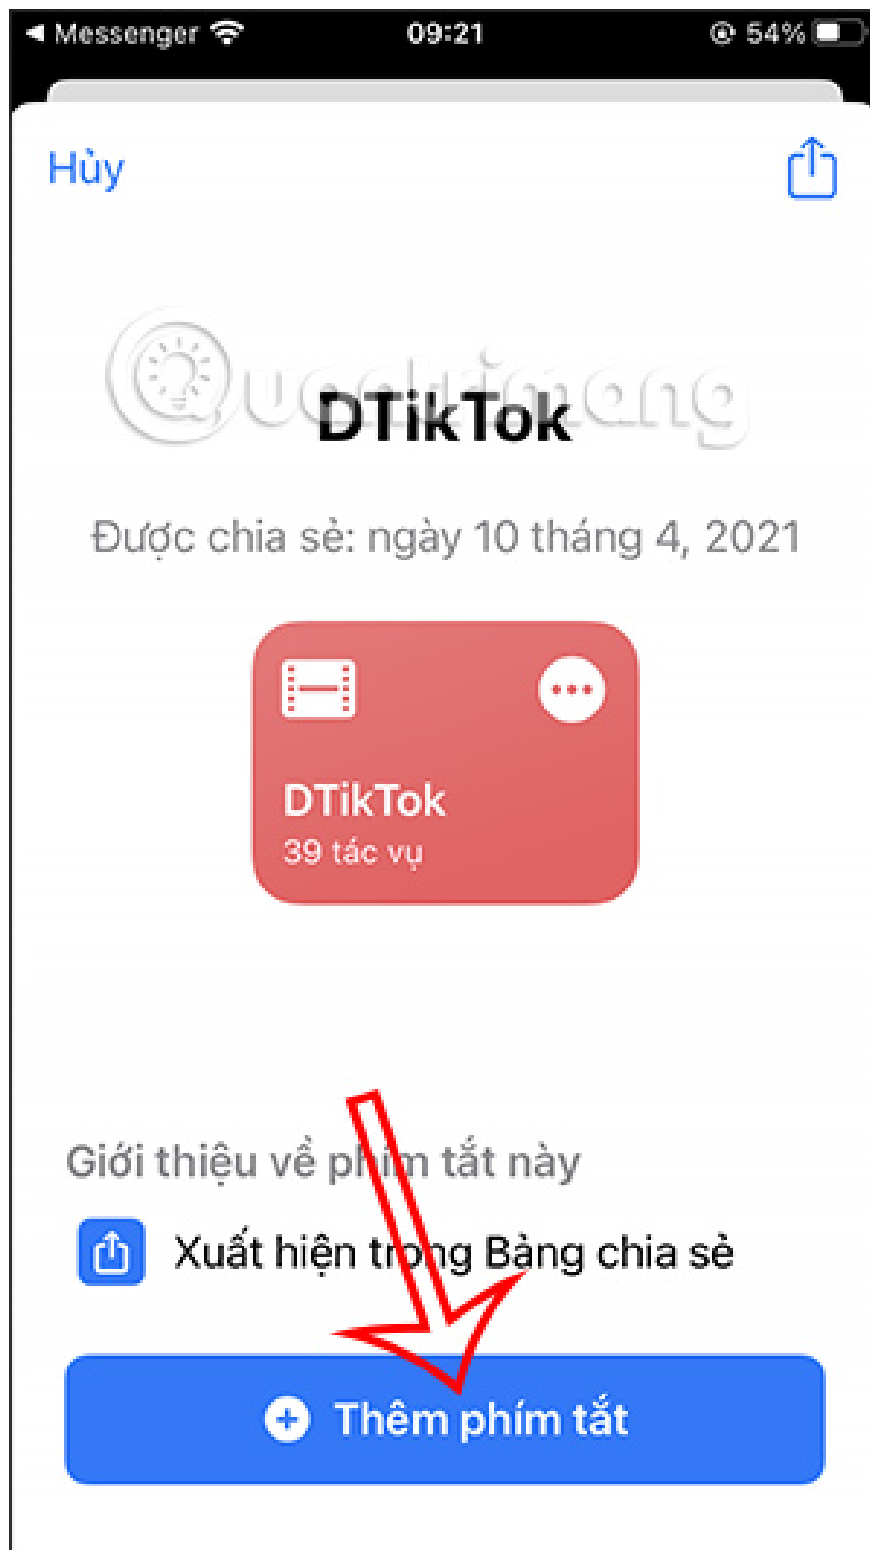 Messenger 09:21 54%
Hủy
Quantrimang
DTikTok
Được chia sẻ: ngày 10 tháng 4, 2021
DTikTok
39 tác vụ
Giới thiệu về phím tắt này
Xuất hiện trong Bảng chia sẻ
Thêm phím tắt